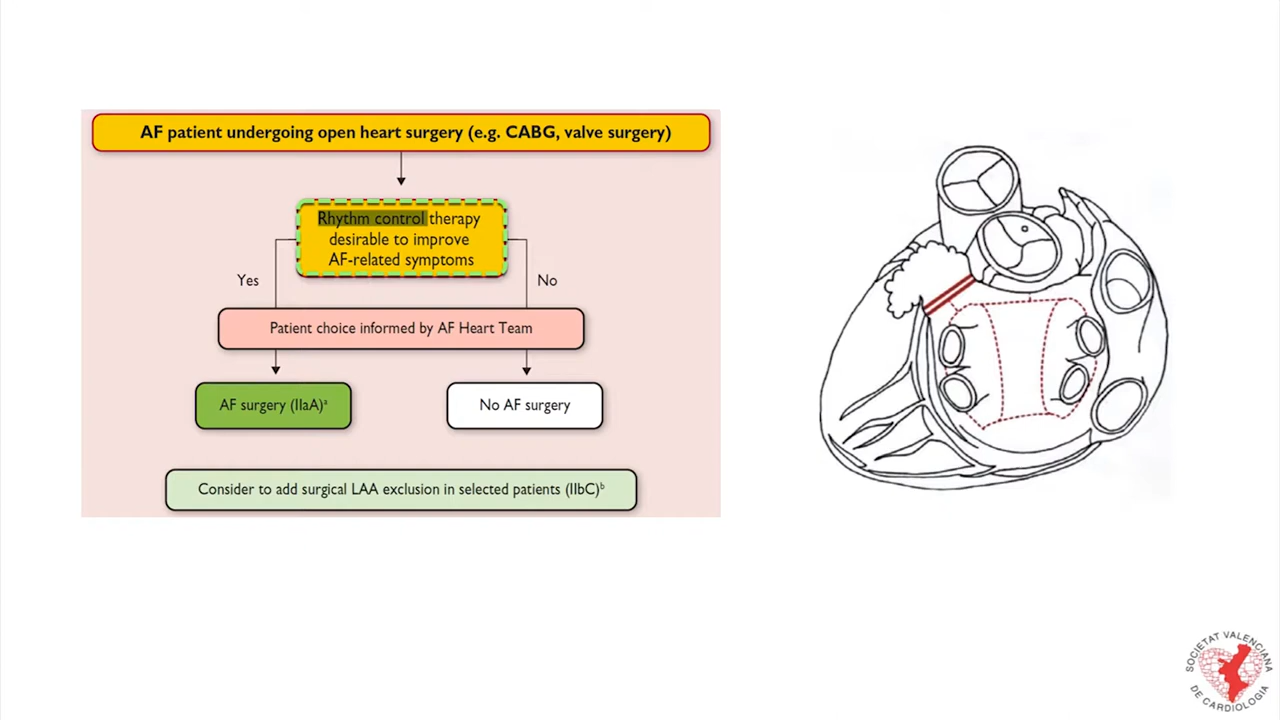 AF patient undergoing open heart surgery (e.g. CABG, valve surgery)
Rhythm control therapy
desirable to improve
AF-related symptoms
Yes
No
Patient choice informed by AF Heart Team
AF surgery (IIaA)ᵃ
No AF surgery
Consider to add surgical LAA exclusion in selected patients (IIbC)ᵇ
SOCIETAT VALENCIANA
DE CARDIOLOGIA